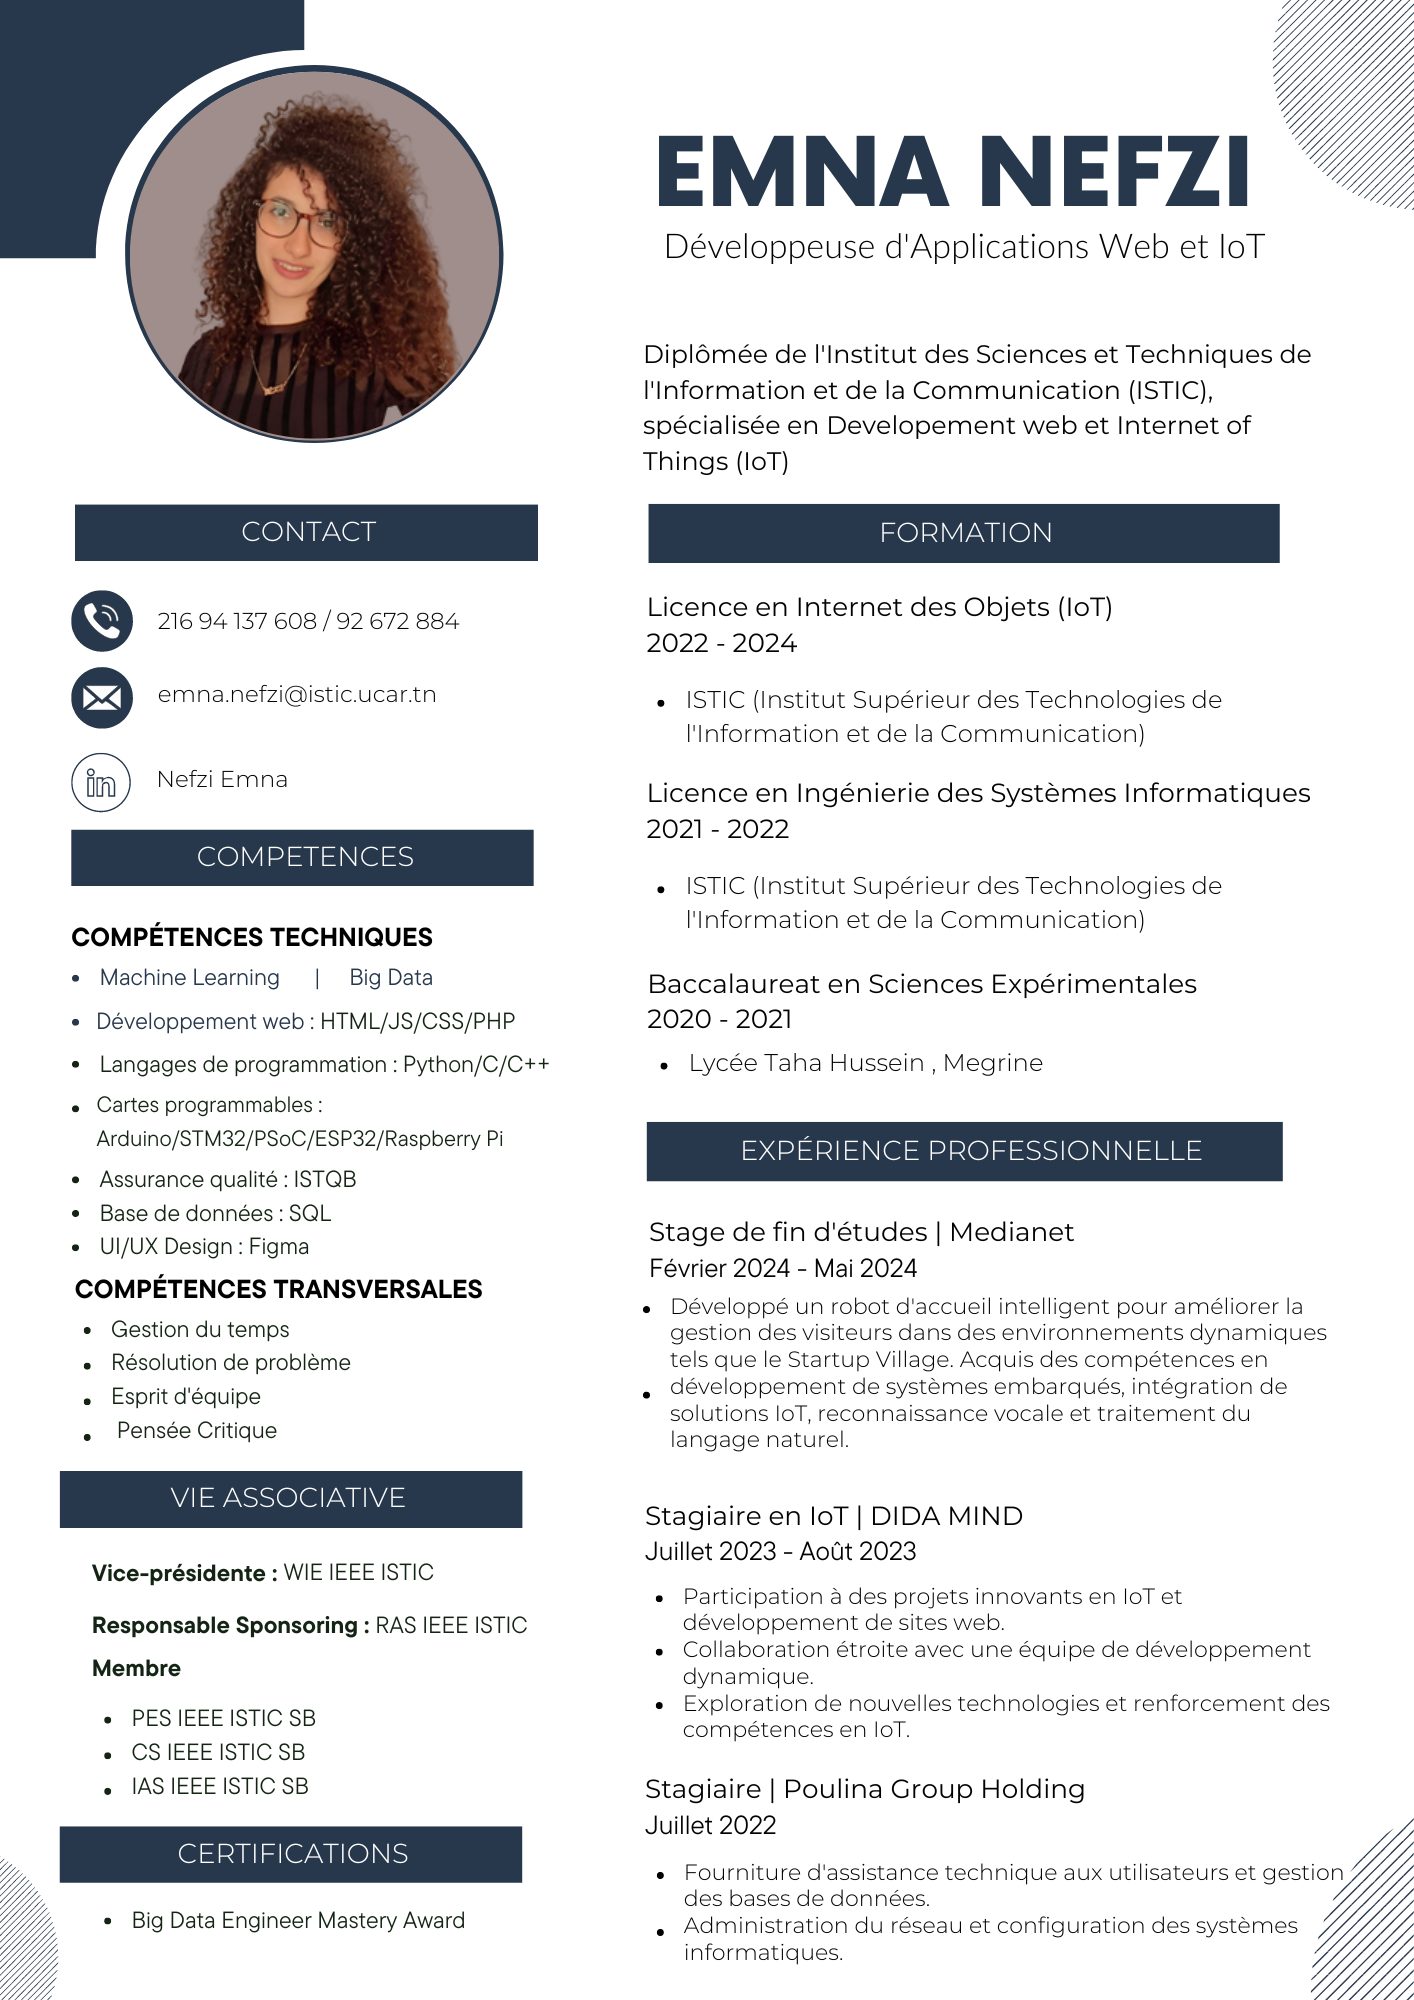 EMNA NEFZI
Développeuse d'Applications Web et IoT
Diplômée de l'Institut des Sciences et Techniques de
l'Information et de la Communication (ISTIC),
spécialisée en Developement web et Internet of
Things (IoT)
CONTACT
216 94 137 608 / 92 672 884
emna.nefzi@istic.ucar.tn
in
Nefzi Emna
COMPETENCES
COMPÉTENCES TECHNIQUES
• Machine Learning | Big Data
• Développement web : HTML/JS/CSS/PHP
• Langages de programmation : Python/C/C++
• Cartes programmables :
Arduino/STM32/PSoC/ESP32/Raspberry Pi
• Assurance qualité : ISTQB
• Base de données : SQL
• UI/UX Design : Figma
COMPÉTENCES TRANSVERSALES
• Gestion du temps
• Résolution de problème
• Esprit d'équipe
• Pensée Critique
VIE ASSOCIATIVE
Vice-présidente : WIE IEEE ISTIC
Responsable Sponsoring : RAS IEEE ISTIC
Membre
• PES IEEE ISTIC SB
• CS IEEE ISTIC SB
• IAS IEEE ISTIC SB
CERTIFICATIONS
• Big Data Engineer Mastery Award
FORMATION
Licence en Internet des Objets (IoT)
2022 - 2024
• ISTIC (Institut Supérieur des Technologies de
l'Information et de la Communication)
Licence en Ingénierie des Systèmes Informatiques
2021 - 2022
• ISTIC (Institut Supérieur des Technologies de
l'Information et de la Communication)
Baccalaureat en Sciences Expérimentales
2020 - 2021
• Lycée Taha Hussein , Megrine
EXPÉRIENCE PROFESSIONNELLE
Stage de fin d'études | Medianet
Février 2024 - Mai 2024
• Développé un robot d'accueil intelligent pour améliorer la
gestion des visiteurs dans des environnements dynamiques
tels que le Startup Village. Acquis des compétences en
• développement de systèmes embarqués, intégration de
solutions IoT, reconnaissance vocale et traitement du
langage naturel.
Stagiaire en IoT | DIDA MIND
Juillet 2023 - Août 2023
• Participation à des projets innovants en IoT et
développement de sites web.
• Collaboration étroite avec une équipe de développement
dynamique.
• Exploration de nouvelles technologies et renforcement des
compétences en IoT.
Stagiaire | Poulina Group Holding
Juillet 2022
• Fourniture d'assistance technique aux utilisateurs et gestion
des bases de données.
• Administration du réseau et configuration des systèmes
informatiques.